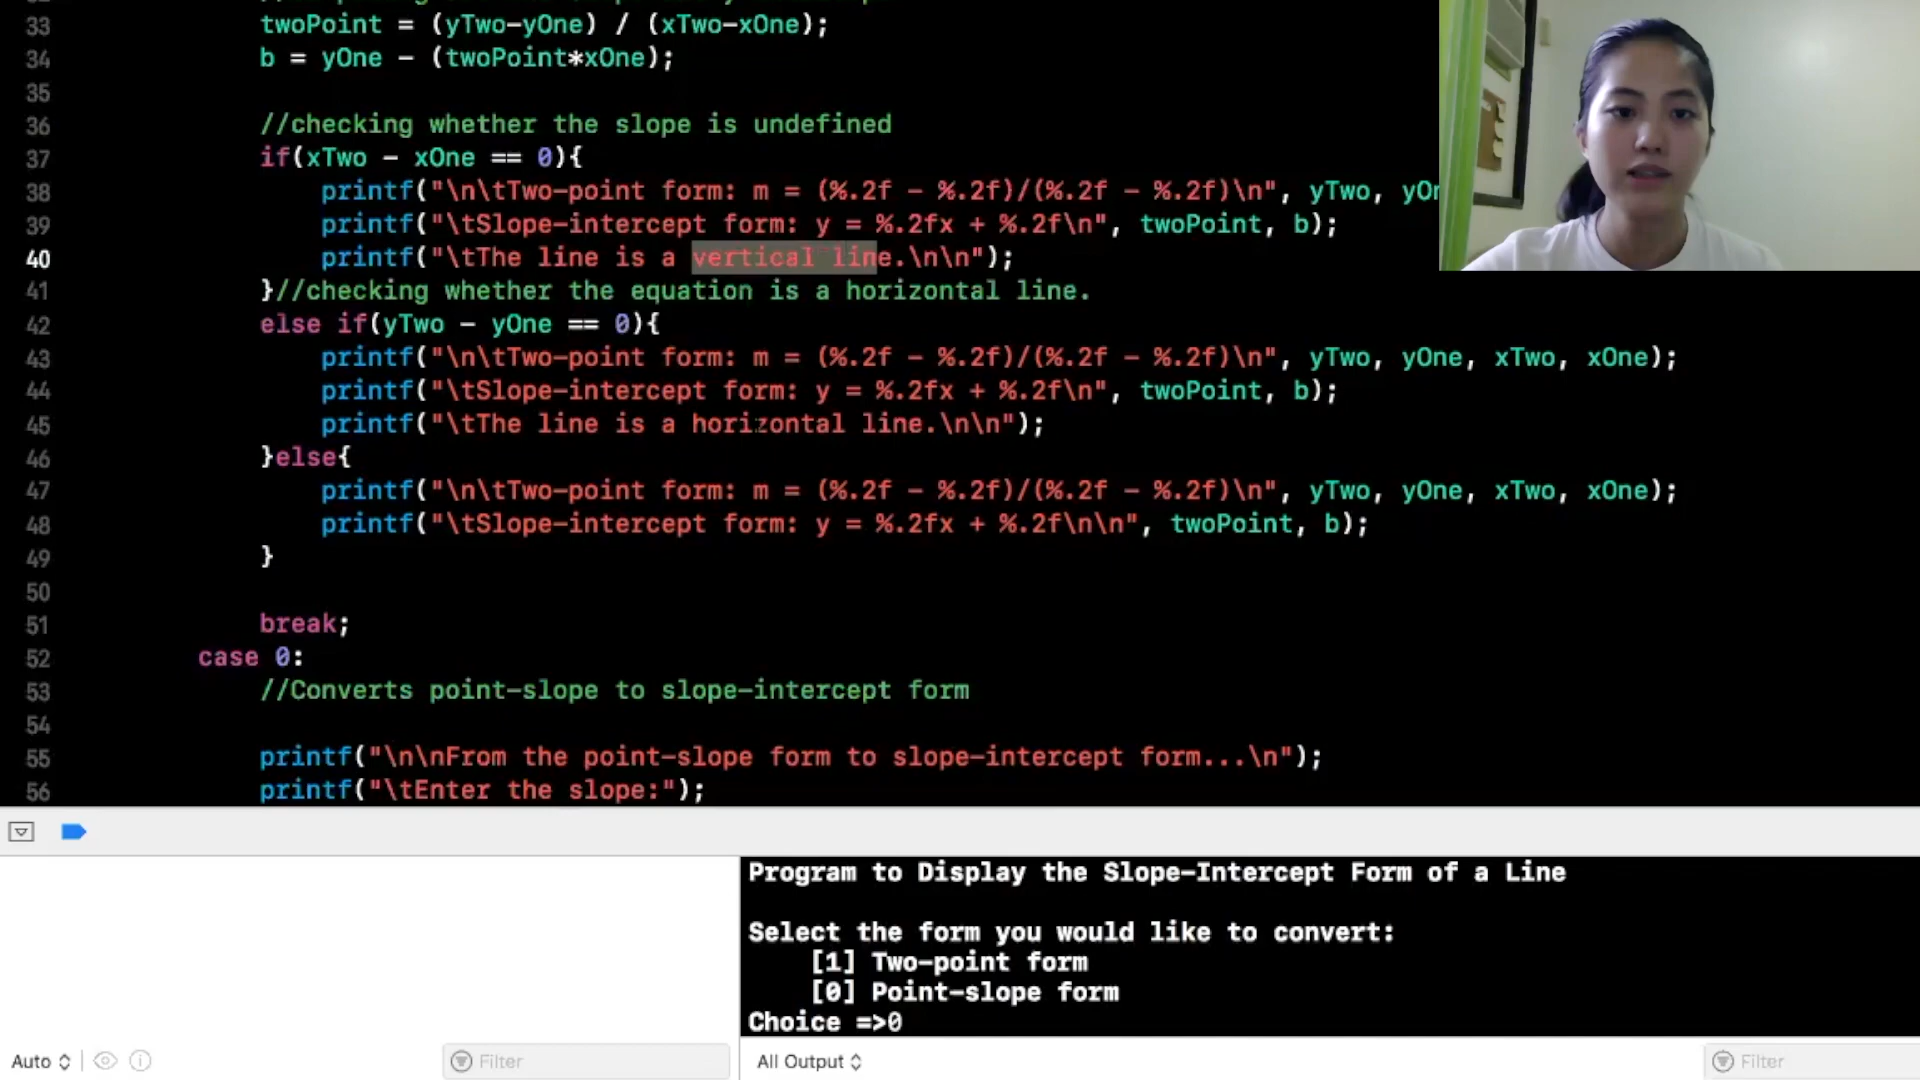 33 twoPoint = (yTwo-yOne) / (xTwo-xOne);
34 b = yOne - (twoPoint*xOne);
35
36 //checking whether the slope is undefined
37 if(xTwo - xOne == 0){
38 printf("\n\tTwo-point form: m = (%.2f - %.2f)/(%.2f - %.2f)\n", yTwo,
39 printf("\tSlope-intercept form: y = %.2fx + %.2f\n", twoPoint, b);
40 printf("\tThe line is a vertical line.\n\n");
41 }//checking whether the equation is a horizontal line.
42 else if(yTwo - yOne == 0){
43 printf("\n\tTwo-point form: m = (%.2f - %.2f)/(%.2f - %.2f)\n", yTwo, yOne, xTwo, xOne);
44 printf("\tSlope-intercept form: y = %.2fx + %.2f\n", twoPoint, b);
45 printf("\tThe line is a horizontal line.\n\n");
46 }else{
47 printf("\n\tTwo-point form: m = (%.2f - %.2f)/(%.2f - %.2f)\n", yTwo, yOne, xTwo, xOne);
48 printf("\tSlope-intercept form: y = %.2fx + %.2f\n\n", twoPoint, b);
49 }
50
51 break;
52 case 0:
53 //Converts point-slope to slope-intercept form
54
55 printf("\n\nFrom the point-slope form to slope-intercept form...\n");
56 printf("\tEnter the slope:");
Program to Display the Slope-Intercept Form of a Line
Select the form you would like to convert:
[1] Two-point form
[0] Point-slope form
Choice =>0
Auto
Filter
All Output
Filter